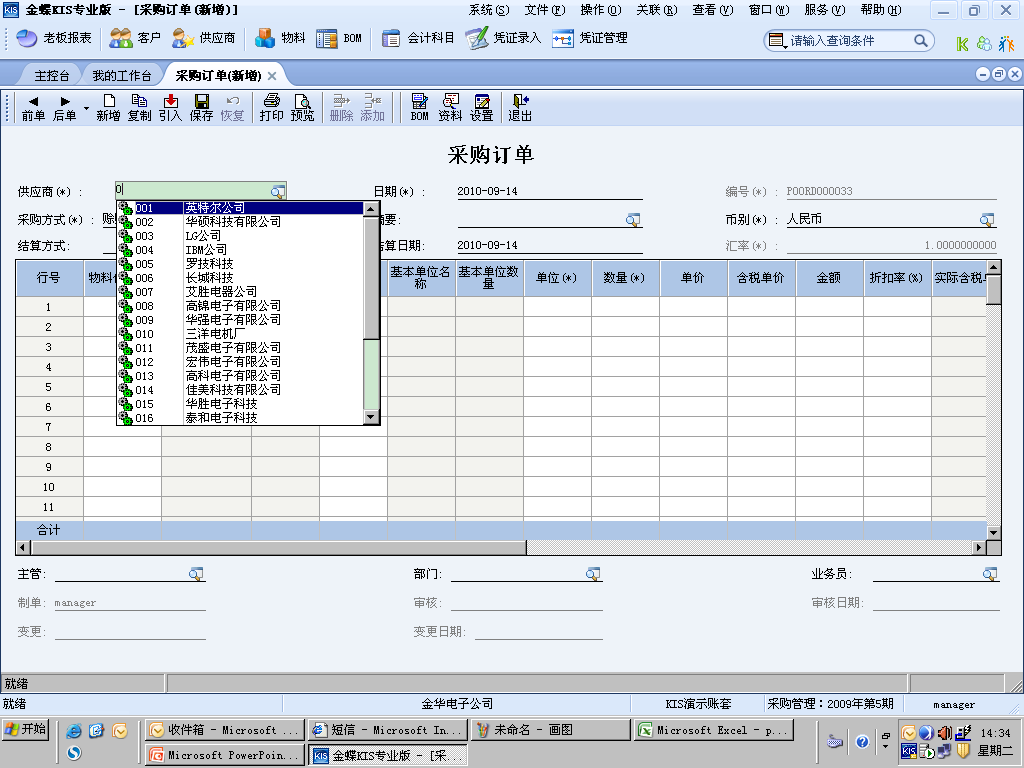 金蝶KIS专业版 - [采购订单(新增)]
系统(S) 文件(F) 操作(O) 关联(R) 查看(V) 窗口(W) 服务(V) 帮助(H)
老板报表 客户 供应商 物料 BOM 会计科目 凭证录入 凭证管理 请输入查询条件
主控台 我的工作台 采购订单(新增)
前单 后单 新增 复制 引入 保存 恢复 打印 预览 删除 添加 BOM 资料 设置 退出
采购订单
供应商(*) : 0 日期(*) : 2010-09-14 编号(*) : POORD000033
采购方式(*) : 摘要: 币别(*) : 人民币
结算方式: 结算日期: 2010-09-14 汇率(*) : 1.0000000000
001 英特尔公司
002 华硕科技有限公司
003 LG公司
004 IBM公司
005 罗技科技
006 长城科技
007 艾胜电器公司
008 高锦电子有限公司
009 华强电子有限公司
010 三洋电机厂
011 茂盛电子有限公司
012 宏伟电子有限公司
013 高科电子有限公司
014 佳美科技有限公司
015 华胜电子科技
016 泰和电子科技
行号 物料 基本单位名称 基本单位数量 单位(*) 数量(*) 单价 含税单价 金额 折扣率(%) 实际含税
1
2
3
4
5
6
7
8
9
10
11
合计
主管: 部门: 业务员:
制单: manager 审核: 审核日期:
变更: 变更日期:
就绪
就绪 金华电子公司 KIS演示账套 采购管理：2009年第5期 manager
开始 收件箱 - Microsoft ... 短信 - Microsoft In... 未命名 - 画图 Microsoft Excel - p... 14:34
Microsoft PowerPoin... 金蝶KIS专业版 - [采... 星期二